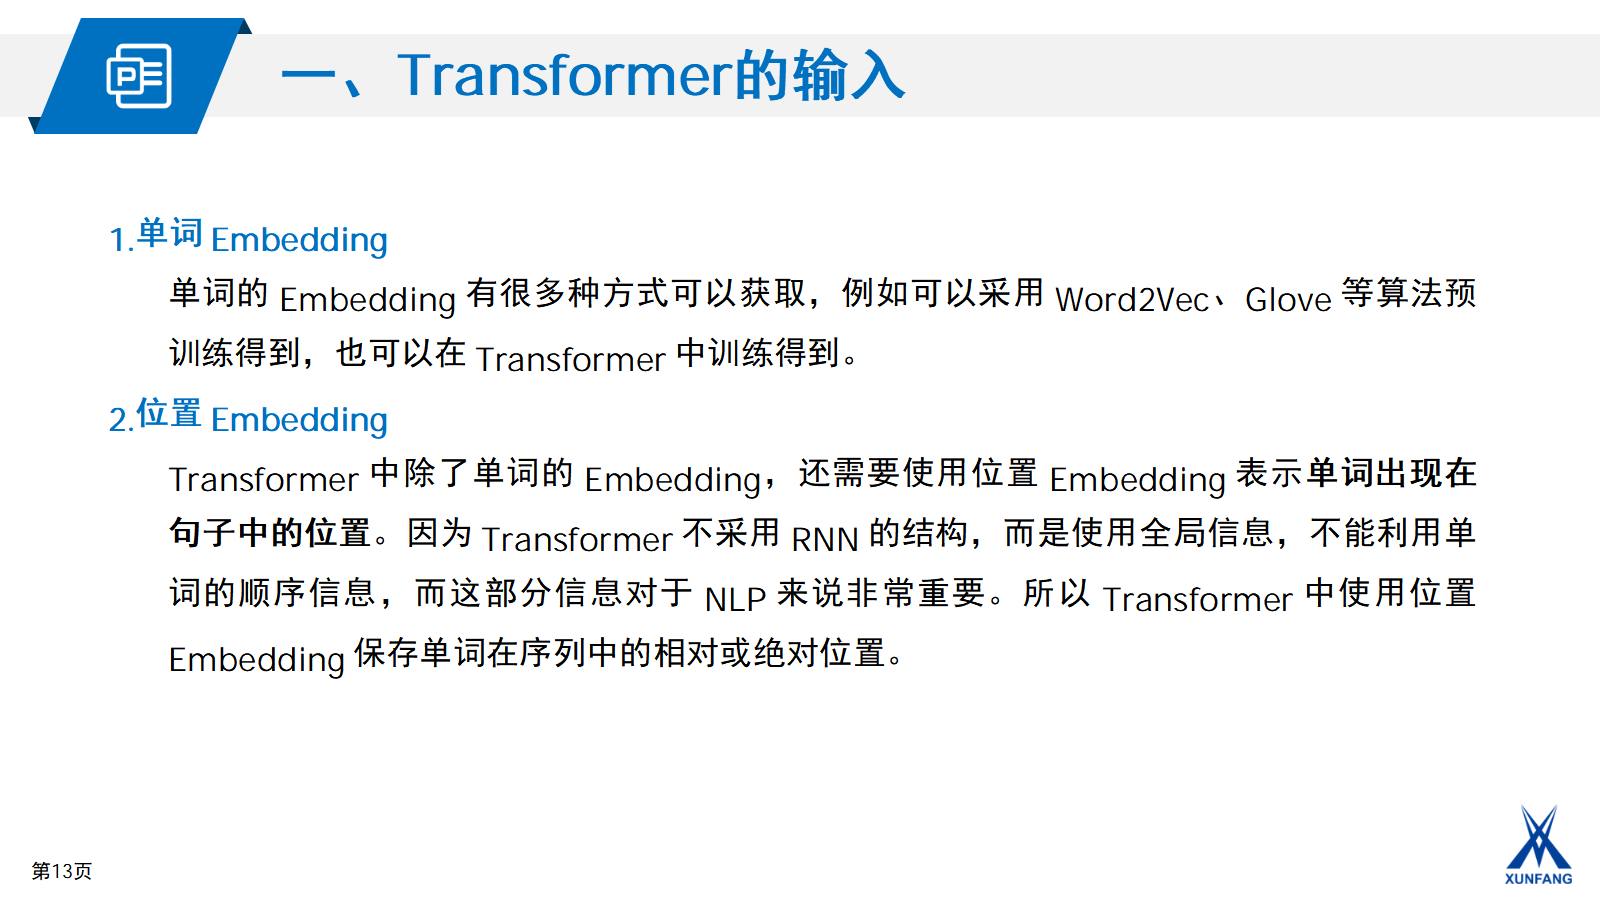 一、Transformer的输入
1.单词 Embedding
单词的 Embedding 有很多种方式可以获取，例如可以采用 Word2Vec、Glove 等算法预
训练得到，也可以在 Transformer 中训练得到。
2.位置 Embedding
Transformer 中除了单词的 Embedding，还需要使用位置 Embedding 表示单词出现在
句子中的位置。因为 Transformer 不采用 RNN 的结构，而是使用全局信息，不能利用单
词的顺序信息，而这部分信息对于 NLP 来说非常重要。所以 Transformer 中使用位置
Embedding 保存单词在序列中的相对或绝对位置。
第13页
XUNFANG